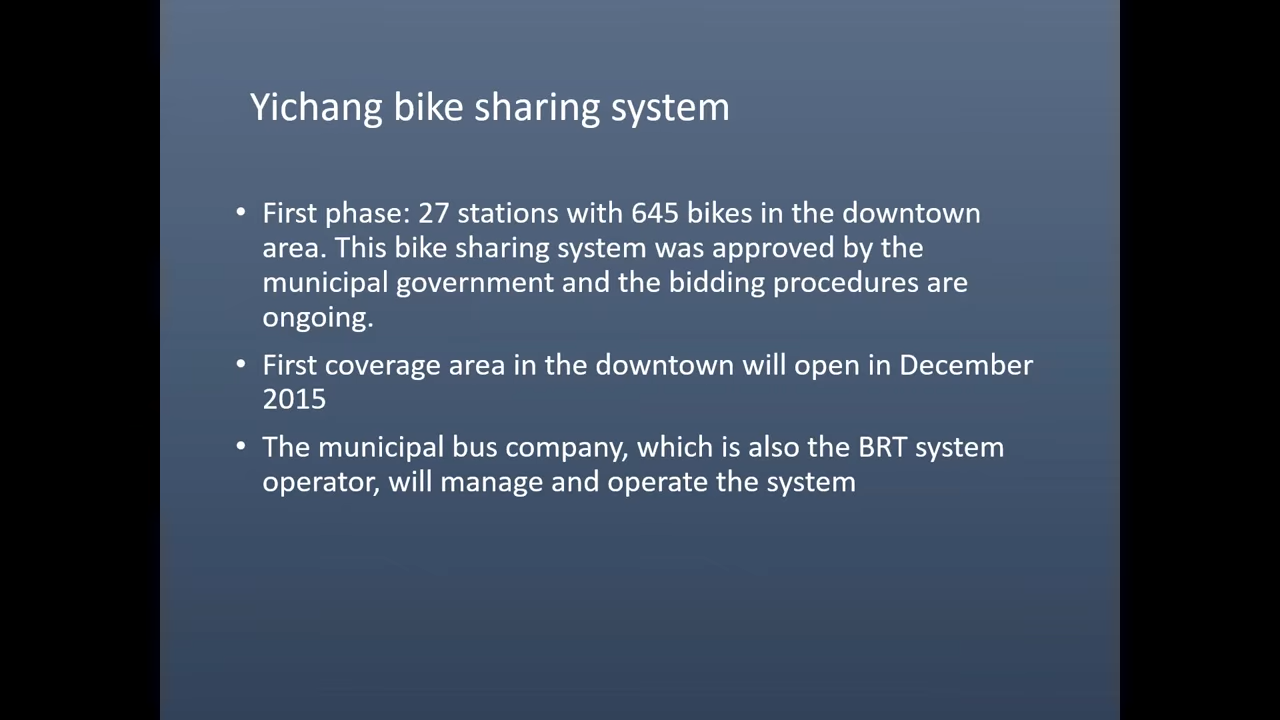 Yichang bike sharing system
• First phase: 27 stations with 645 bikes in the downtown
area. This bike sharing system was approved by the
municipal government and the bidding procedures are
ongoing.
• First coverage area in the downtown will open in December
2015
• The municipal bus company, which is also the BRT system
operator, will manage and operate the system